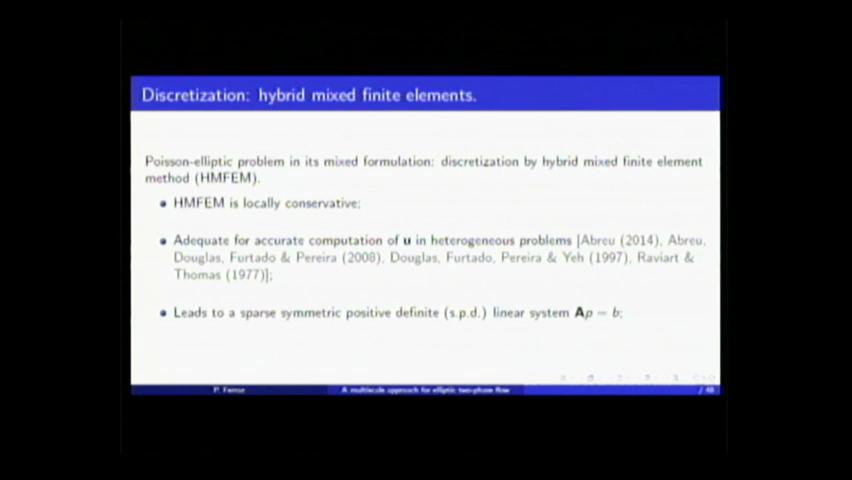 Discretization: hybrid mixed finite elements.
Poisson-elliptic problem in its mixed formulation: discretization by hybrid mixed finite element
method (HMFEM).
HMFEM is locally conservative;
Adequate for accurate computation of u in heterogeneous problems [Abreu (2014), Abreu,
Douglas, Furtado & Pereira (2008), Douglas, Furtado, Pereira & Yeh (1997), Raviart &
Thomas (1977)];
Leads to a sparse symmetric positive definite (s.p.d.) linear system Ap = b;
A multiscale approach for elliptic two-phase flow